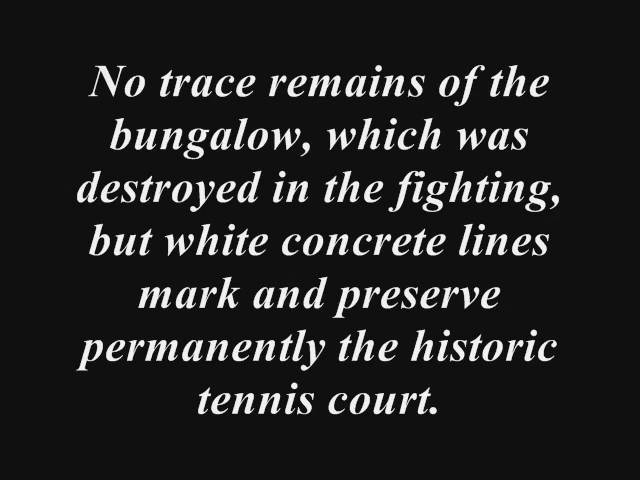 No trace remains of the
bungalow, which was
destroyed in the fighting,
but white concrete lines
mark and preserve
permanently the historic
tennis court.